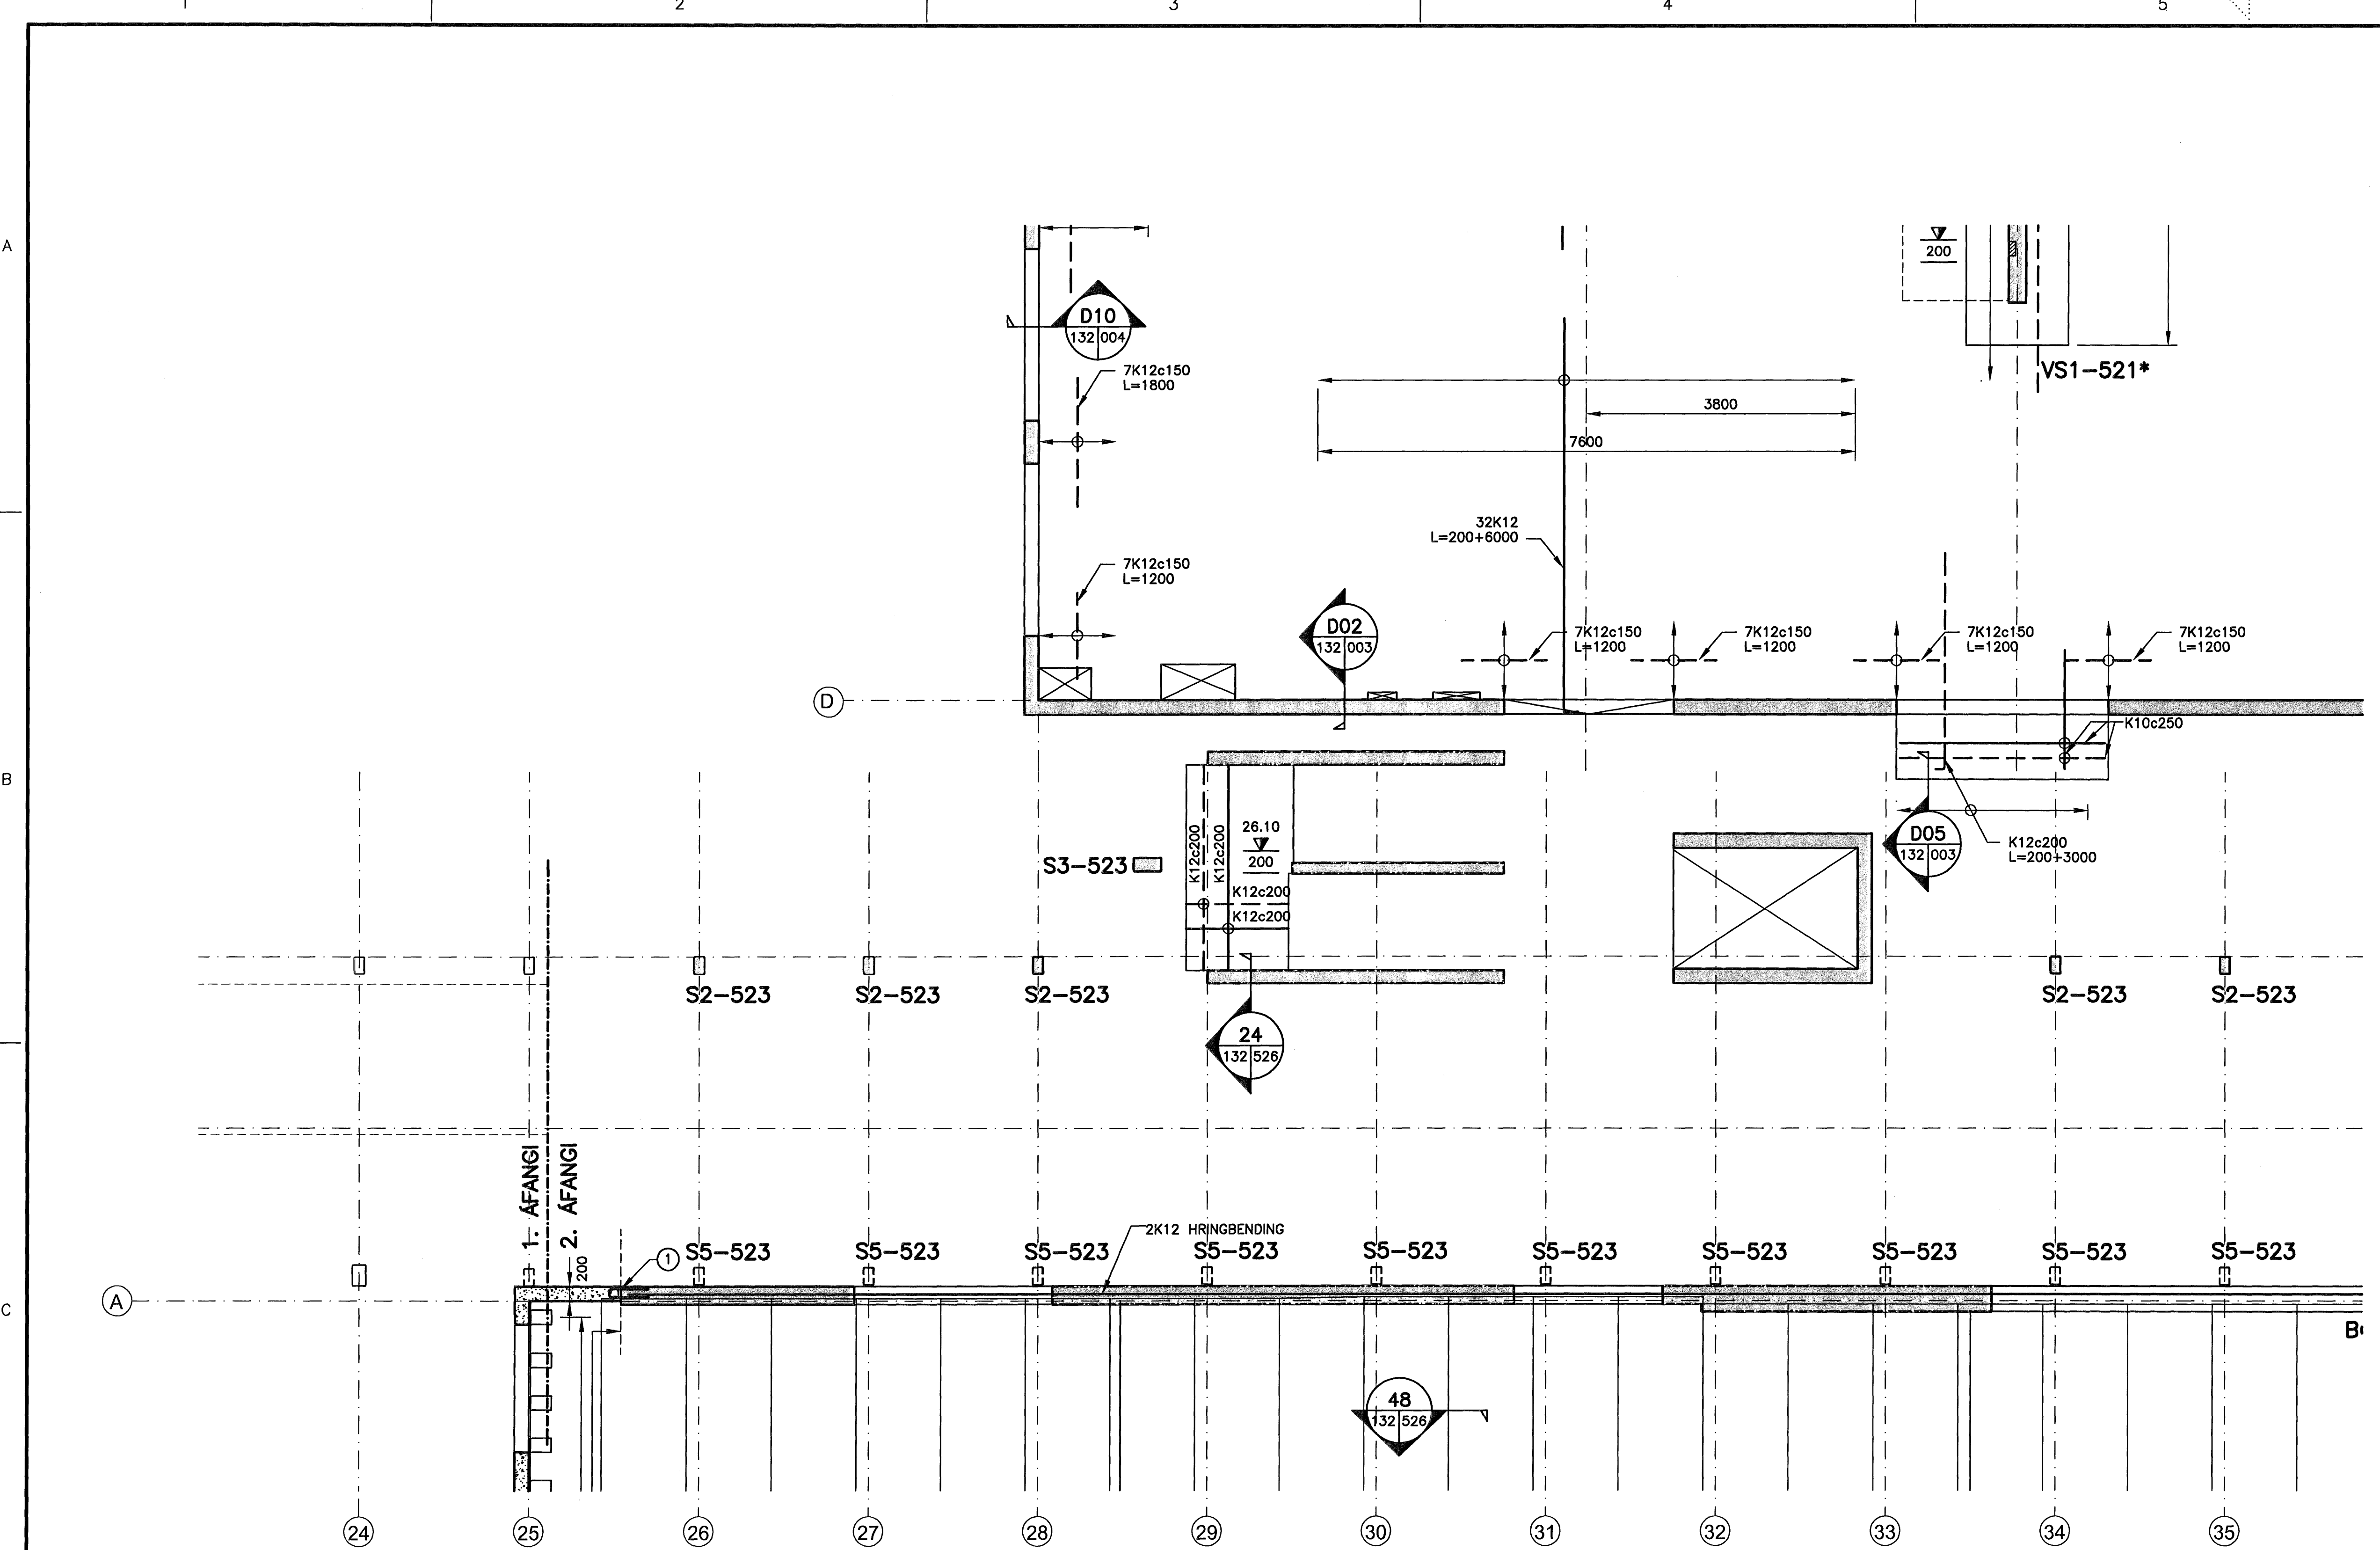 2
3
4
5
A
200
D10
132 004
7K12c150
L=1800
VS1-521*
3800
7600
32K12
L=200+6000
7K12c150
L=1200
D02
132 003
7K12c150
L=1200
7K12c150
L=1200
7K12c150
L=1200
7K12c150
L=1200
D
K10c250
B
K12c200
K12c200
26.10
200
S3-523
K12c200
K12c200
D05
132 003
K12c200
L=200+3000
S2-523
S2-523
S2-523
S2-523
S2-523
24
132 526
1. ÁFANGI
2. ÁFANGI
200
1
2K12 HRINGBENDING
S5-523
S5-523
S5-523
S5-523
S5-523
S5-523
S5-523
S5-523
S5-523
S5-523
A
C
48
132 526
24
25
26
27
28
29
30
31
32
33
34
35